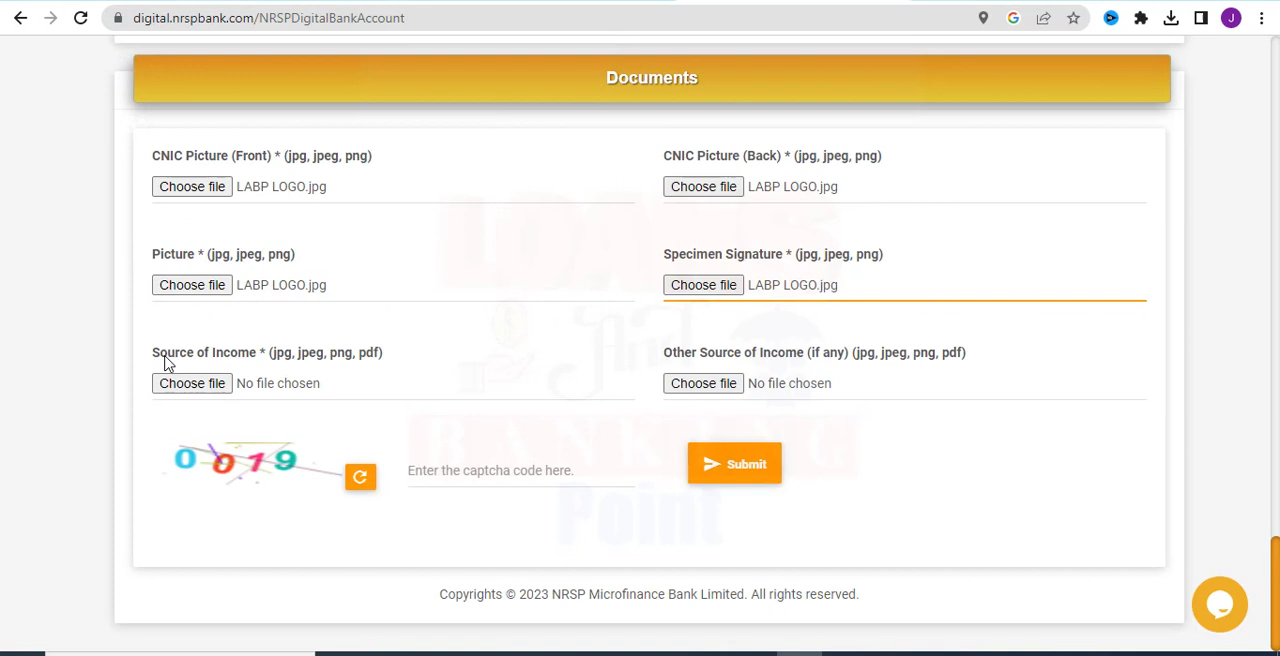 digital.nrspbank.com/NRSPDigitalBankAccount
J
Documents
CNIC Picture (Front) * (jpg, jpeg, png)
CNIC Picture (Back) * (jpg, jpeg, png)
Choose file LABP LOGO.jpg
Choose file LABP LOGO.jpg
Picture * (jpg, jpeg, png)
Specimen Signature * (jpg, jpeg, png)
Choose file LABP LOGO.jpg
Choose file LABP LOGO.jpg
Source of Income * (jpg, jpeg, png, pdf)
Other Source of Income (if any) (jpg, jpeg, png, pdf)
Choose file No file chosen
Choose file No file chosen
0019
Enter the captcha code here.
Submit
LOANS
And
BANKING
Point
Copyrights © 2023 NRSP Microfinance Bank Limited. All rights reserved.